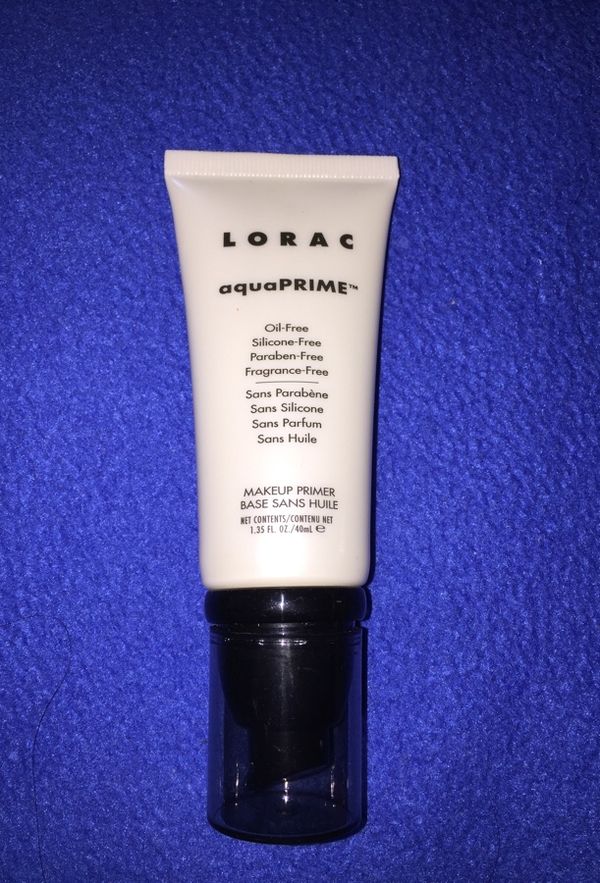 LORAC
aquaPRIME™
Oil-Free
Silicone-Free
Paraben-Free
Fragrance-Free
Sans Parabène
Sans Silicone
Sans Parfum
Sans Huile
MAKEUP PRIMER
BASE SANS HUILE
NET CONTENTS/CONTENU NET
1.35 FL. OZ./40mL ℮